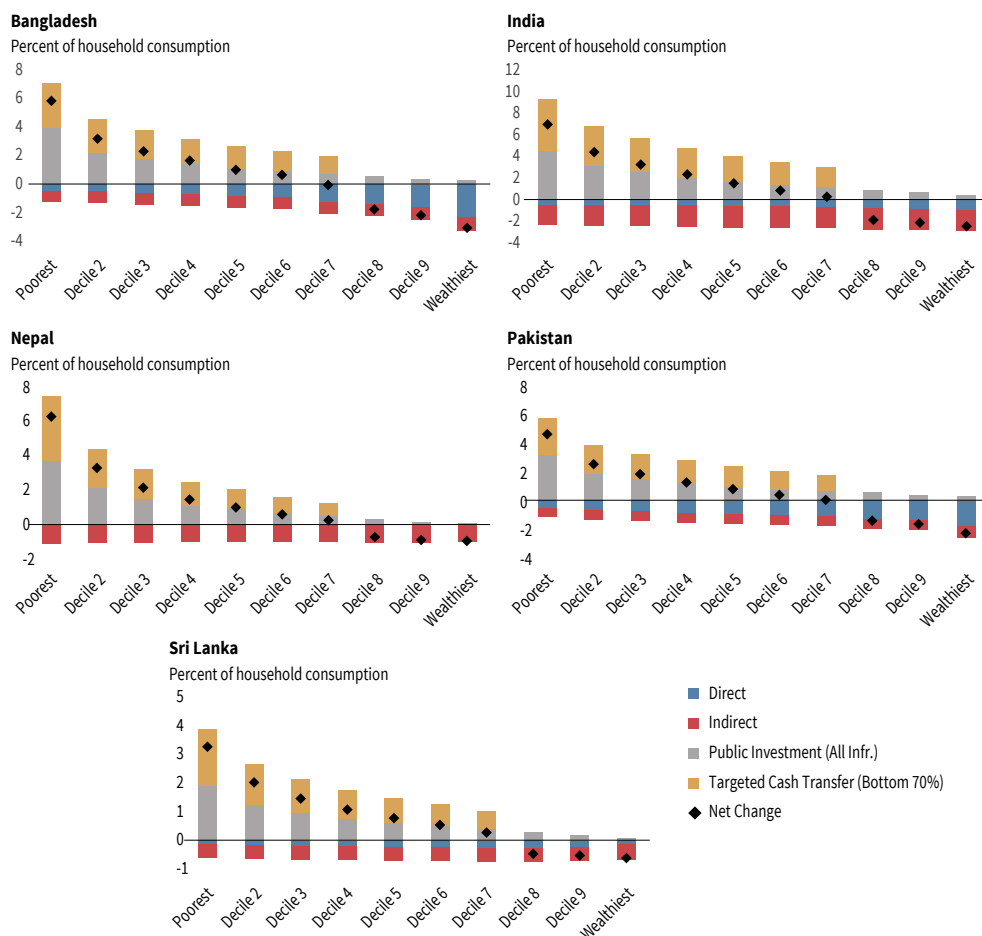 Bangladesh
Percent of household consumption
8
6
4
2
0
-2
-4
Poorest
Decile 2
Decile 3
Decile 4
Decile 5
Decile 6
Decile 7
Decile 8
Decile 9
Wealthiest
India
Percent of household consumption
12
10
8
6
4
2
0
-2
-4
Poorest
Decile 2
Decile 3
Decile 4
Decile 5
Decile 6
Decile 7
Decile 8
Decile 9
Wealthiest
Nepal
Percent of household consumption
8
6
4
2
0
-2
Poorest
Decile 2
Decile 3
Decile 4
Decile 5
Decile 6
Decile 7
Decile 8
Decile 9
Wealthiest
Pakistan
Percent of household consumption
8
6
4
2
0
-2
-4
Poorest
Decile 2
Decile 3
Decile 4
Decile 5
Decile 6
Decile 7
Decile 8
Decile 9
Wealthiest
Sri Lanka
Percent of household consumption
5
4
3
2
1
0
-1
Poorest
Decile 2
Decile 3
Decile 4
Decile 5
Decile 6
Decile 7
Decile 8
Decile 9
Wealthiest
Direct
Indirect
Public Investment (All Infr.)
Targeted Cash Transfer (Bottom 70%)
Net Change